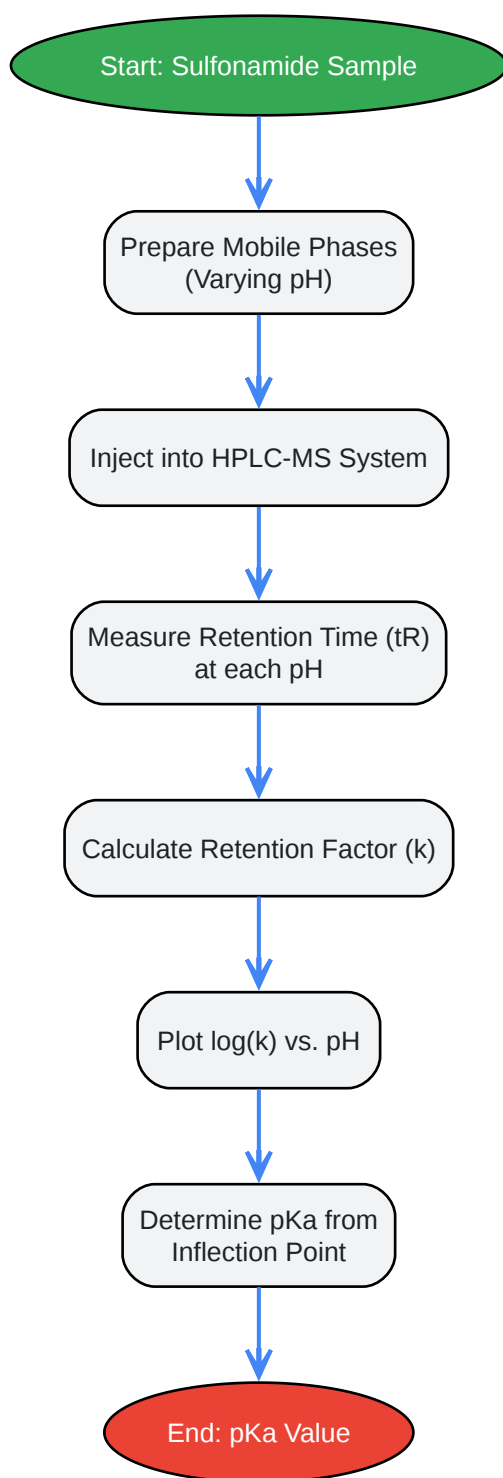 Start: Sulfonamide Sample
Prepare Mobile Phases
(Varying pH)
Inject into HPLC-MS System
Measure Retention Time (tR)
at each pH
Calculate Retention Factor (k)
Plot log(k) vs. pH
Determine pKa from
Inflection Point
End: pKa Value